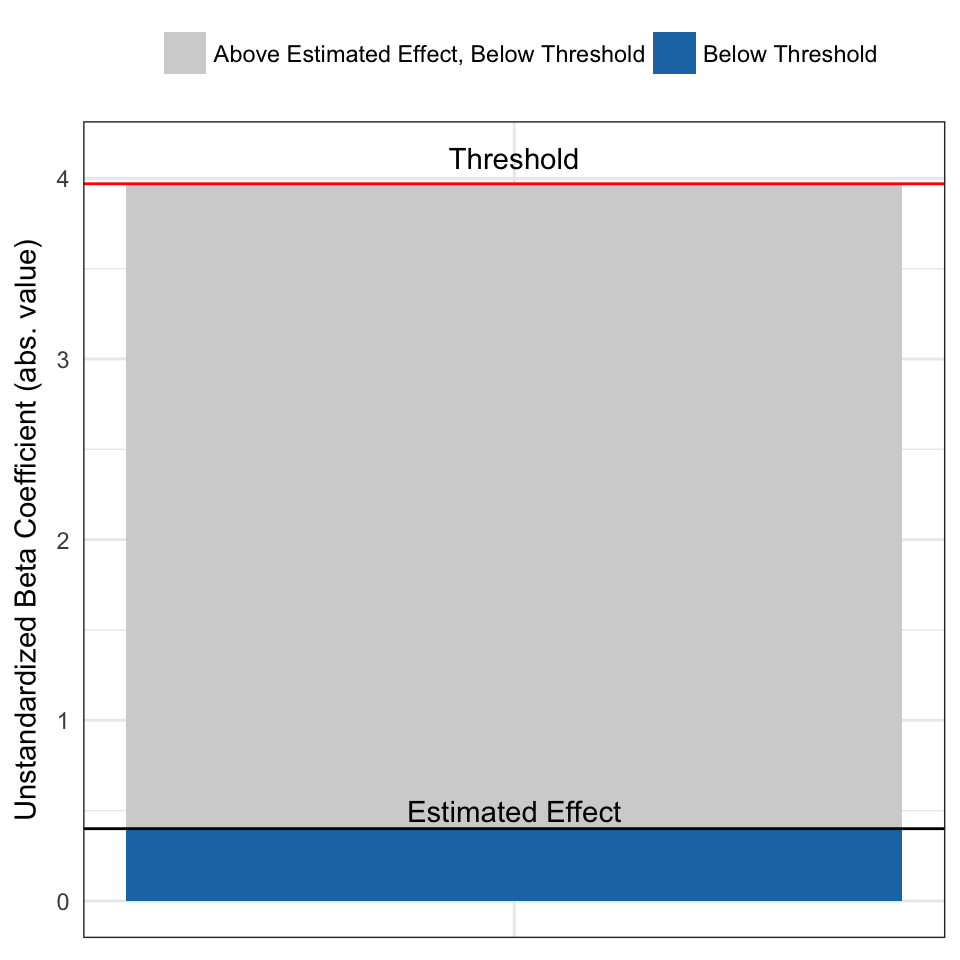 Above Estimated Effect, Below Threshold Below Threshold
Threshold
4
3
2
1
0
Estimated Effect
Unstandardized Beta Coefficient (abs. value)